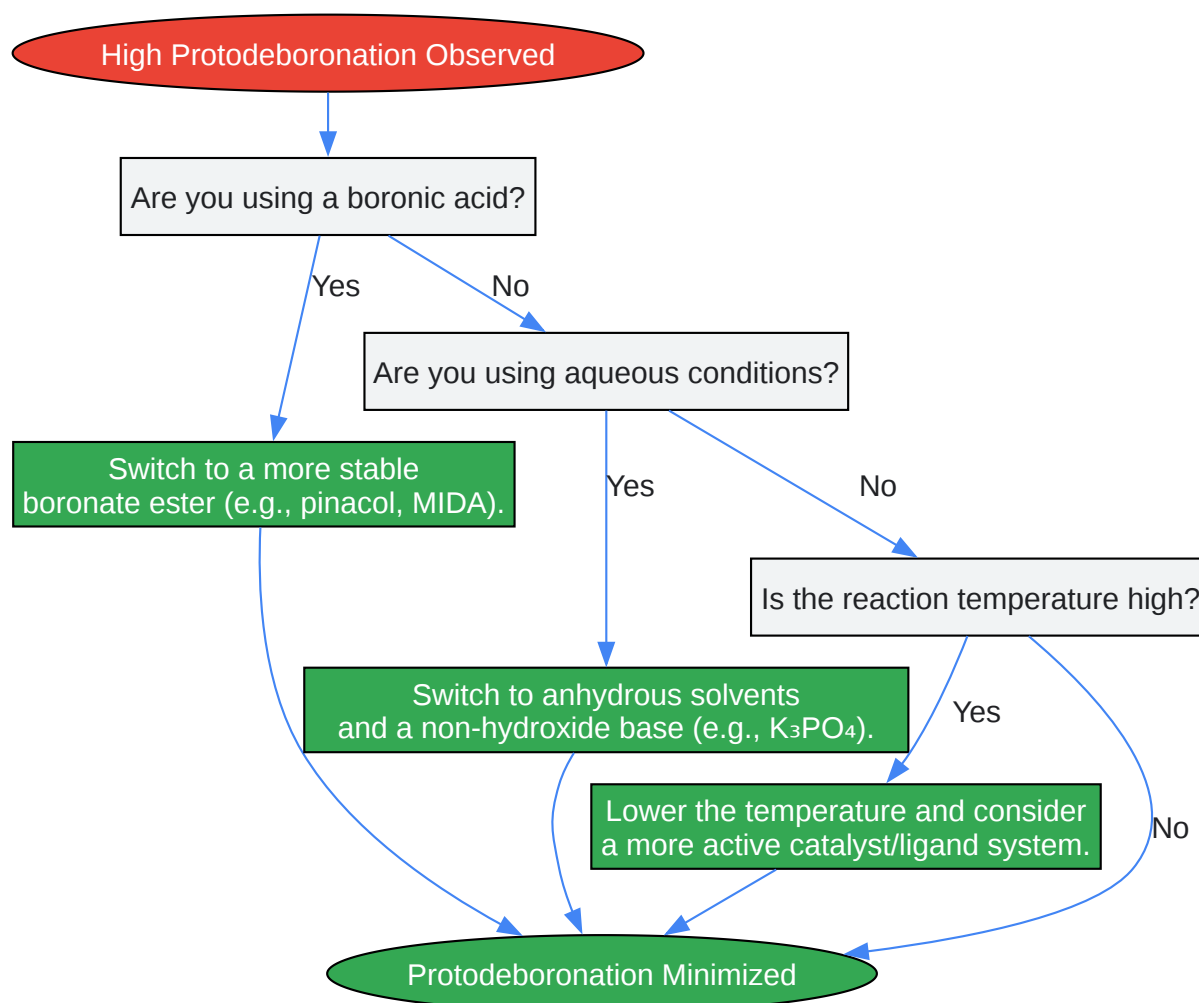 High Protodeboronation Observed
Are you using a boronic acid?
Yes
No
Are you using aqueous conditions?
Switch to a more stable
boronate ester (e.g., pinacol, MIDA).
Yes
No
Is the reaction temperature high?
Switch to anhydrous solvents
and a non-hydroxide base (e.g., K₃PO₄).
Yes
Lower the temperature and consider
a more active catalyst/ligand system.
No
Protodeboronation Minimized